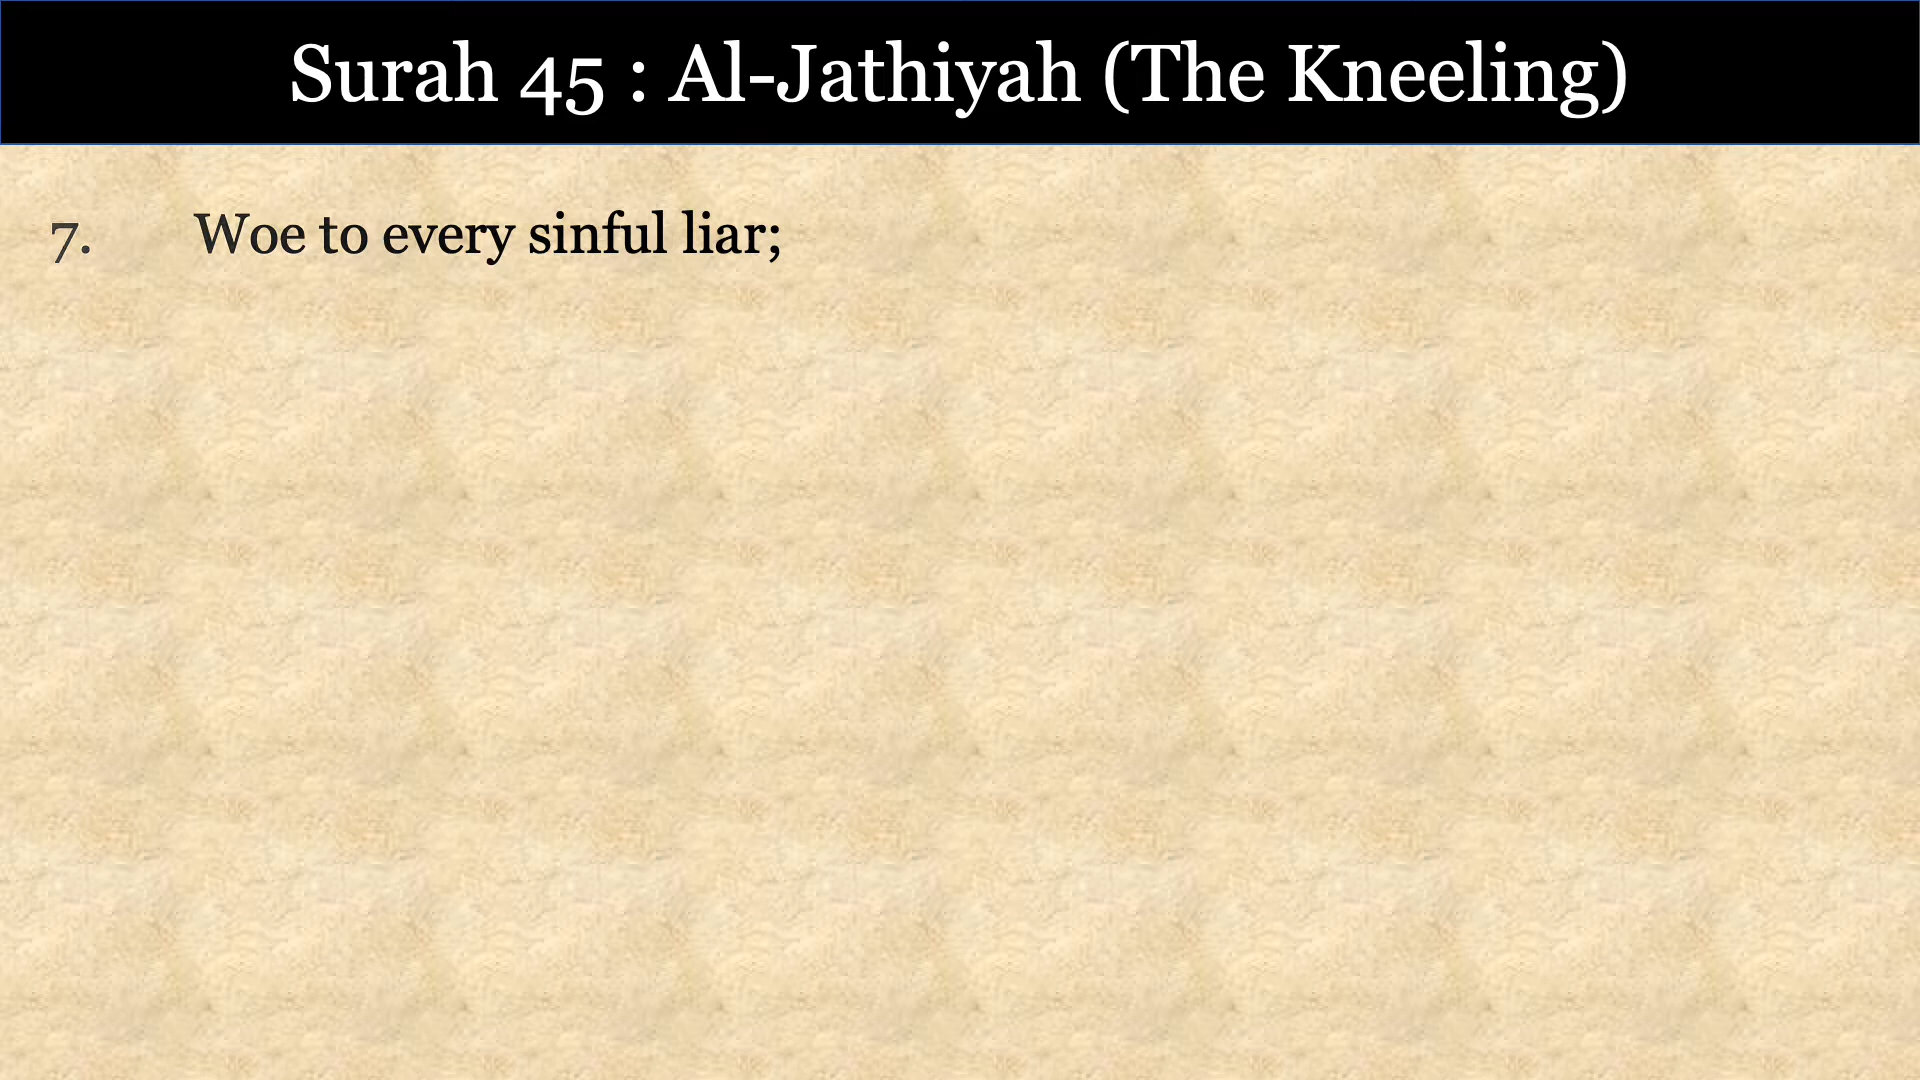 Surah 45 : Al-Jathiyah (The Kneeling)
7. Woe to every sinful liar;